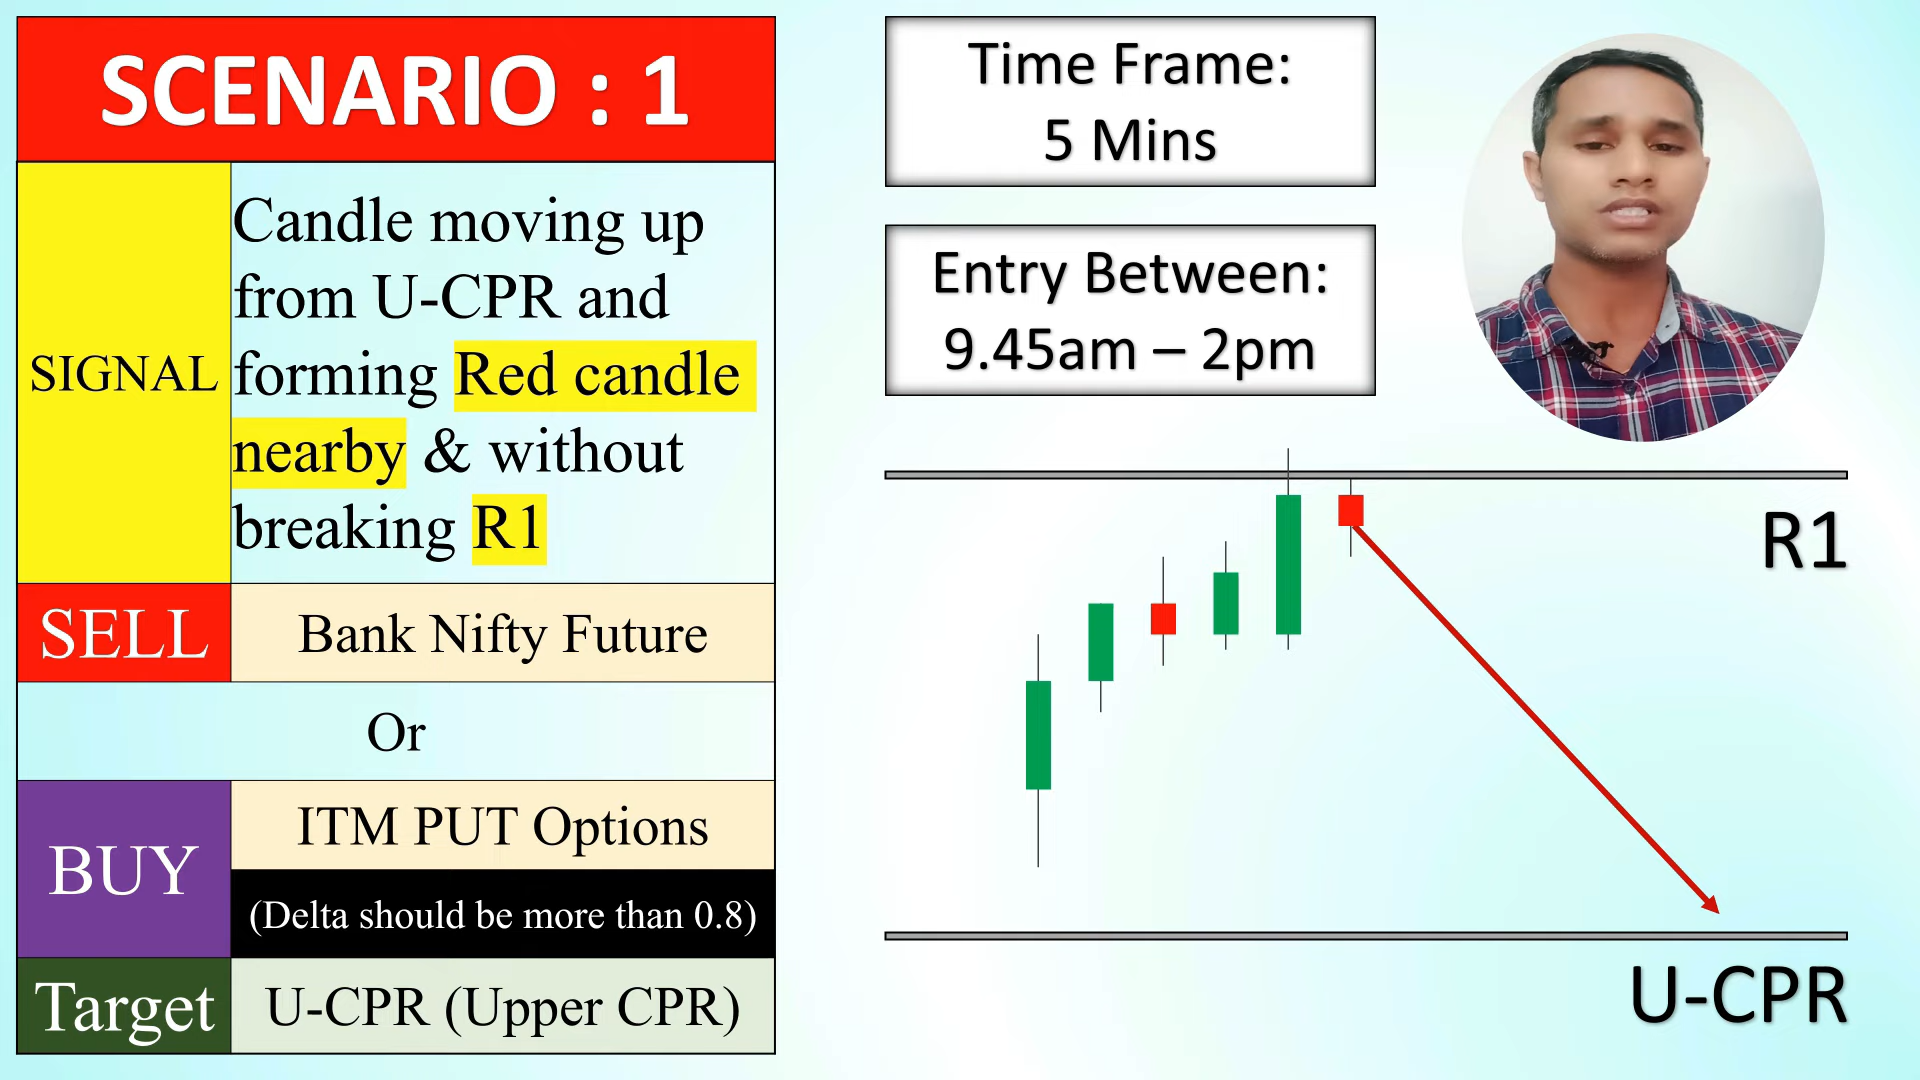 SCENARIO : 1
SIGNAL
Candle moving up
from U-CPR and
forming Red candle
nearby & without
breaking R1
SELL
Bank Nifty Future
Or
BUY
ITM PUT Options
(Delta should be more than 0.8)
Target
U-CPR (Upper CPR)
Time Frame:
5 Mins
Entry Between:
9.45am – 2pm
R1
U-CPR